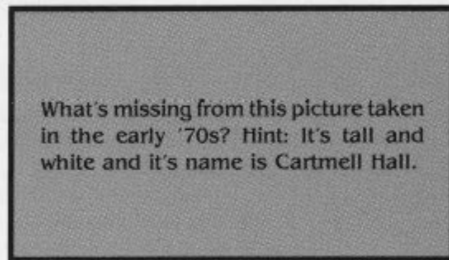 What's missing from this picture taken
in the early '70s? Hint: It's tall and
white and it's name is Cartmell Hall.